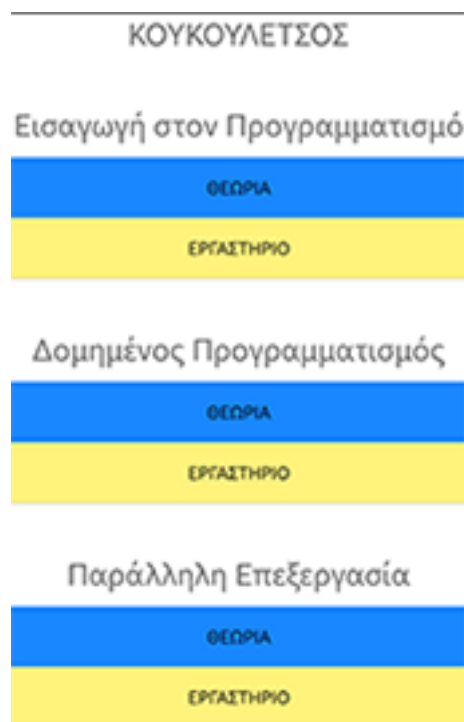 ΚΟΥΚΟΥΛΕΤΣΟΣ
Εισαγωγή στον Προγραμματισμό
ΘΕΩΡΙΑ
ΕΡΓΑΣΤΗΡΙΟ
Δομημένος Προγραμματισμός
ΘΕΩΡΙΑ
ΕΡΓΑΣΤΗΡΙΟ
Παράλληλη Επεξεργασία
ΘΕΩΡΙΑ
ΕΡΓΑΣΤΗΡΙΟ